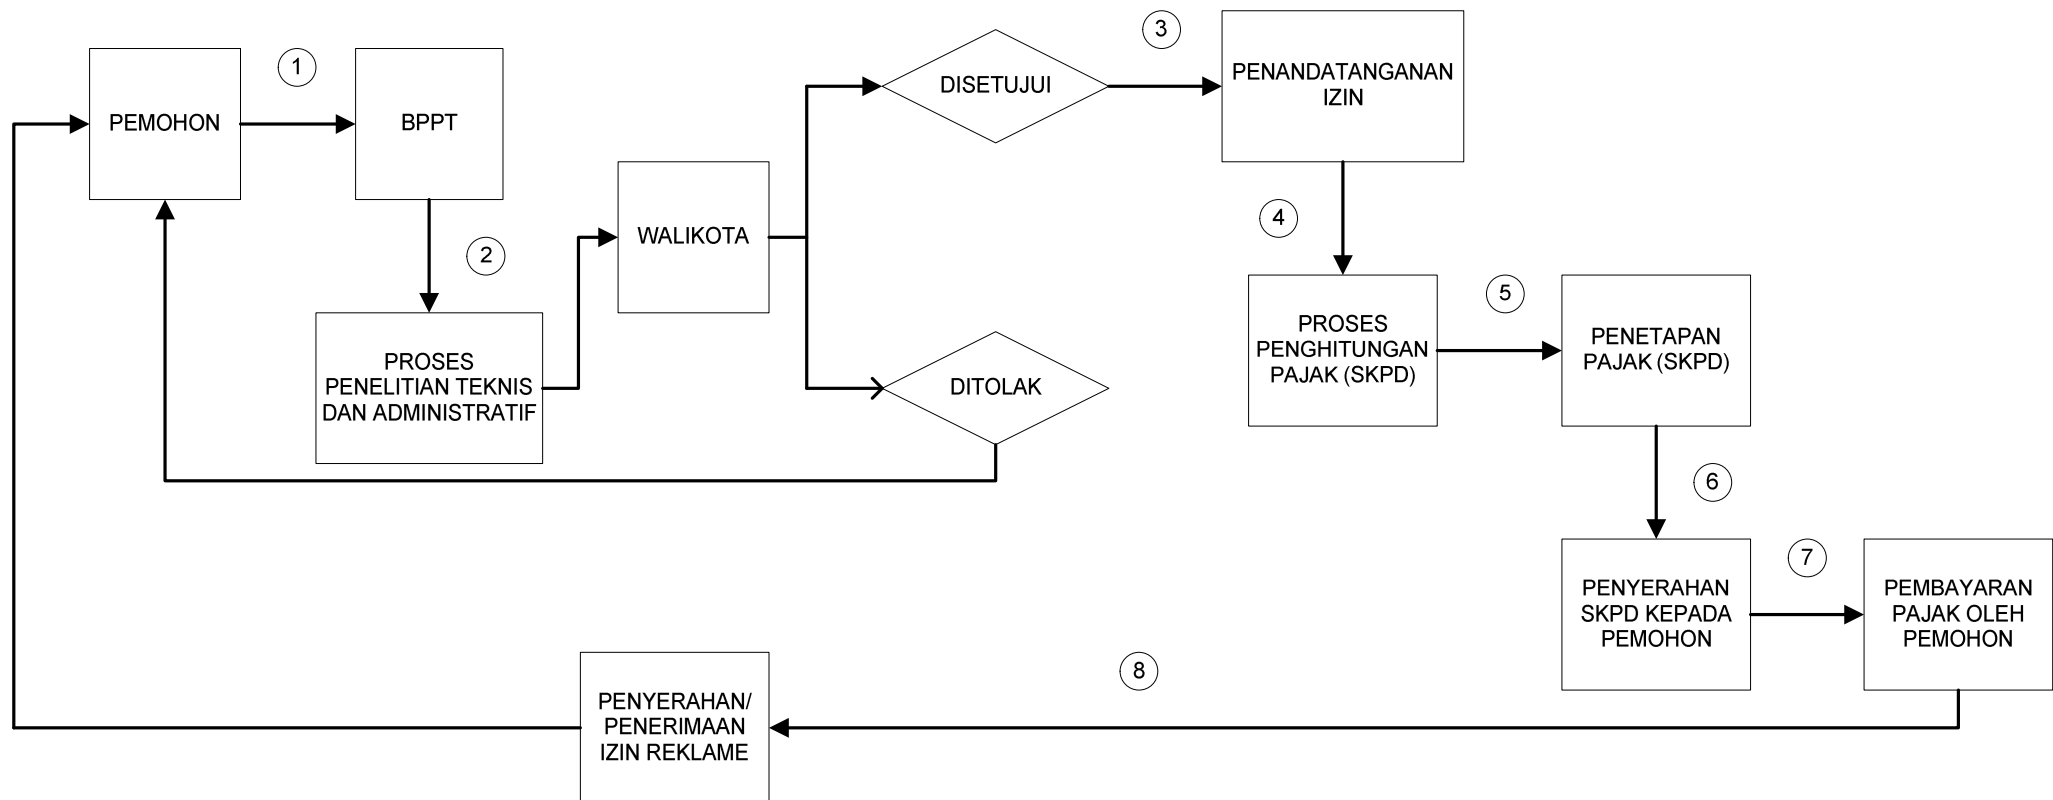 1
PEMOHON
BPPT
2
PROSES
PENELITIAN TEKNIS
DAN ADMINISTRATIF
WALIKOTA
DISETUJUI
DITOLAK
3
PENANDATANGANAN
IZIN
4
PROSES
PENGHITUNGAN
PAJAK (SKPD)
5
PENETAPAN
PAJAK (SKPD)
6
PENYERAHAN
SKPD KEPADA
PEMOHON
7
PEMBAYARAN
PAJAK OLEH
PEMOHON
8
PENYERAHAN/
PENERIMAAN
IZIN REKLAME